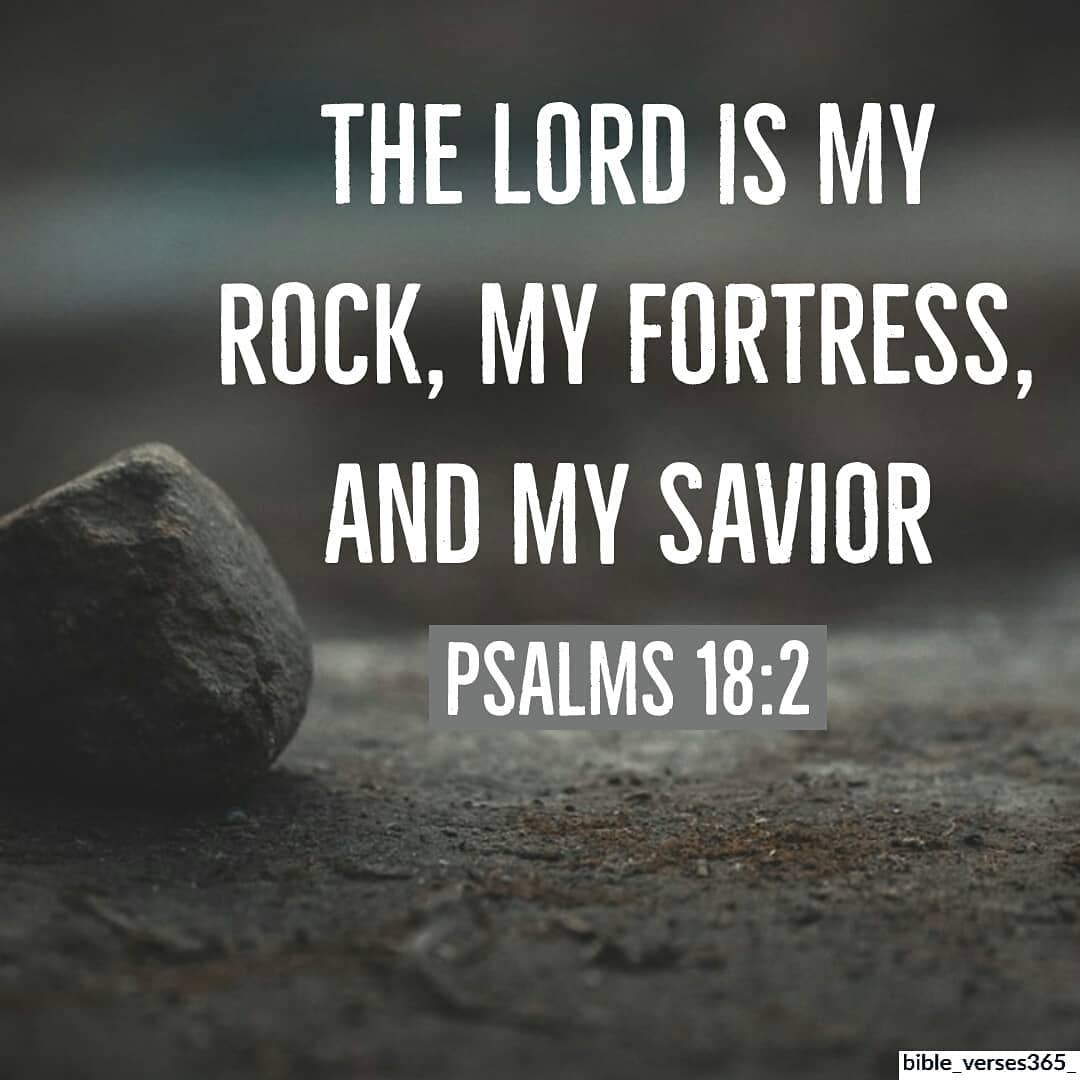 THE LORD IS MY
ROCK, MY FORTRESS,
AND MY SAVIOR
PSALMS 18:2
bible_verses365_